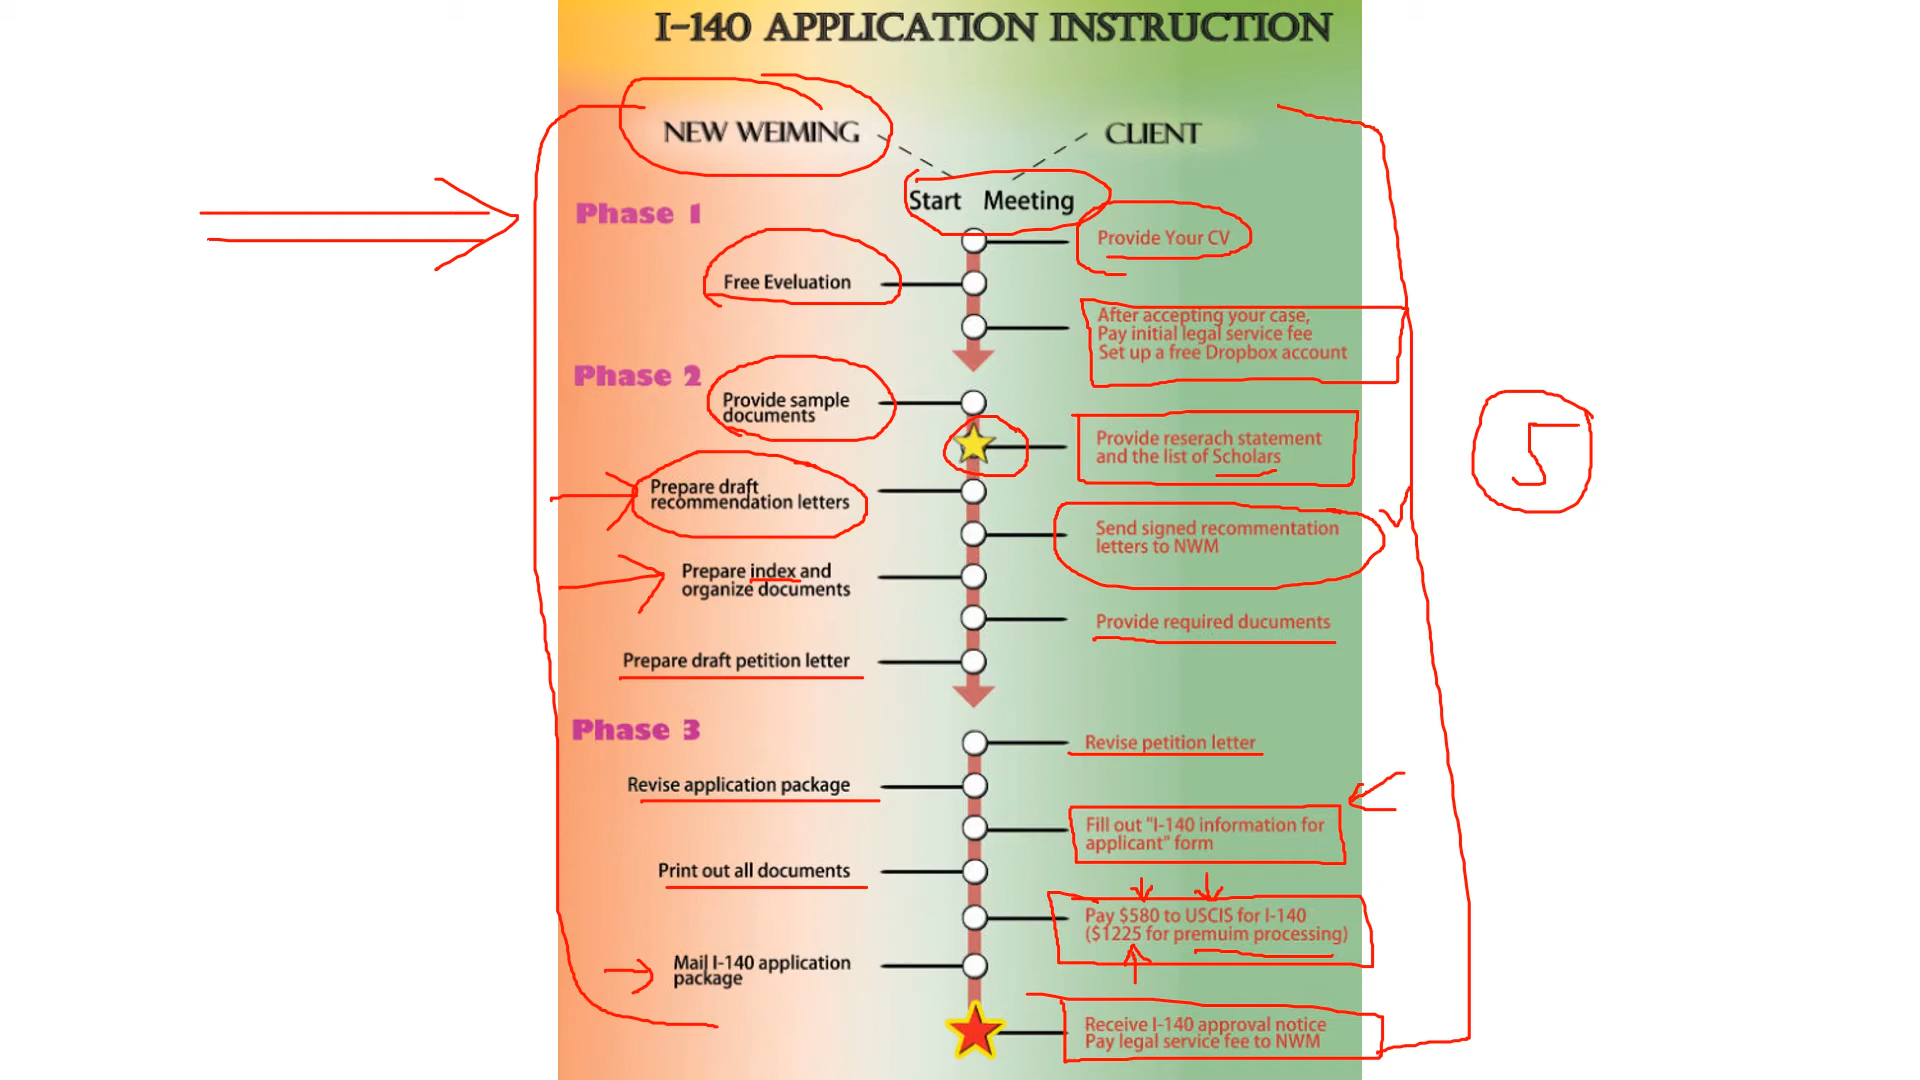 I-140 APPLICATION INSTRUCTION
NEW WEIMING
CLIENT
Start Meeting
Phase 1
Provide Your CV
Free Eveluation
After accepting your case,
Pay initial legal service fee
Set up a free Dropbox account
Phase 2
Provide sample
documents
Provide reserach statement
and the list of Scholars
5
Prepare draft
recommendation letters
Send signed recommentation
letters to NWM
Prepare index and
organize documents
Provide required ducuments
Prepare draft petition letter
Phase 3
Revise petition letter
Revise application package
Fill out "I-140 information for
applicant" form
Print out all documents
Pay $580 to USCIS for I-140
($1225 for premuim processing)
Mail I-140 application
package
Receive I-140 approval notice
Pay legal service fee to NWM